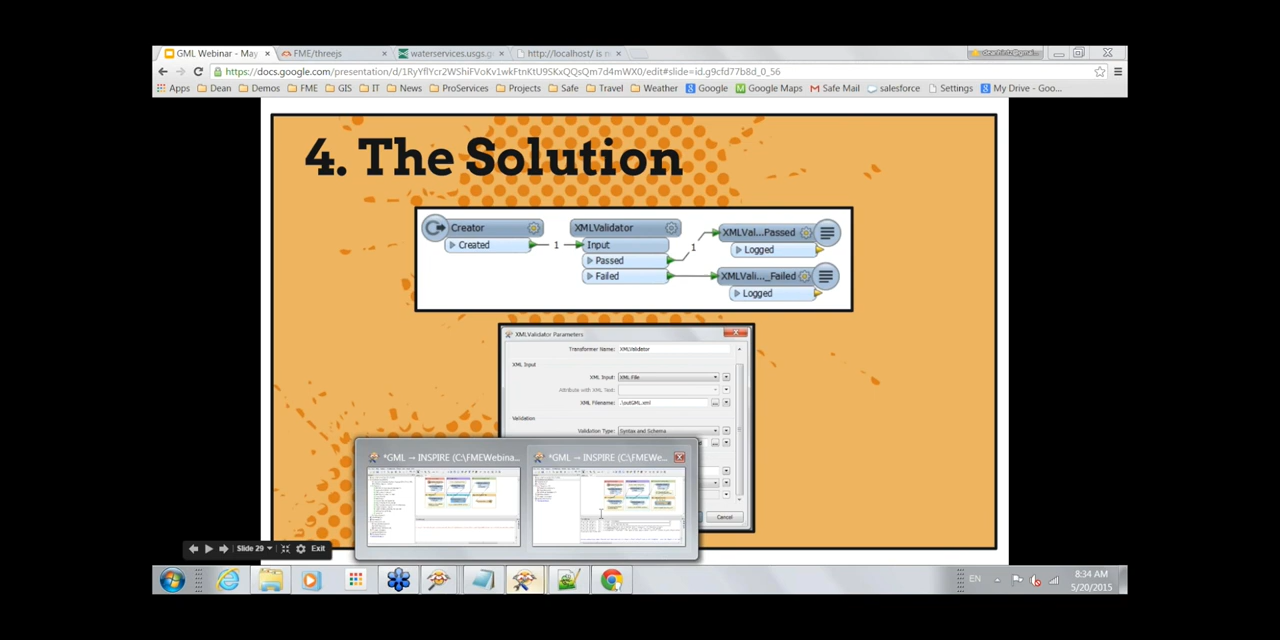 GML Webinar - May
FME/threejs
waterservices.usgs.g
http://localhost/ is n
https://docs.google.com/presentation/d/1RyYflYcr2WShiFVoKv1wkFtnKtU9SKxQQsQm7d4mWX0/edit#slide=id.g9cfd77b8d_0_56
Apps Dean Demos FME GIS IT News ProServices Projects Safe Travel Weather Google Google Maps Safe Mail salesforce Settings My Drive - Goo...
4. The Solution
Creator
Created
1
XMLValidator
Input
Passed
Failed
1
XMLVal...Passed
Logged
XMLVali..._Failed
Logged
XMLValidator Parameters
Transformer Name: XMLValidator
XML Input
XML Input: XML File
Attribute with XML Text:
XML Filename: .\outGML.xml
Validation
Validation Type: Syntax and Schema
*GML → INSPIRE (C:\FMEWebina...
*GML → INSPIRE (C:\FMEWe...
Cancel
Slide 29
Exit
EN
8:34 AM
5/20/2015